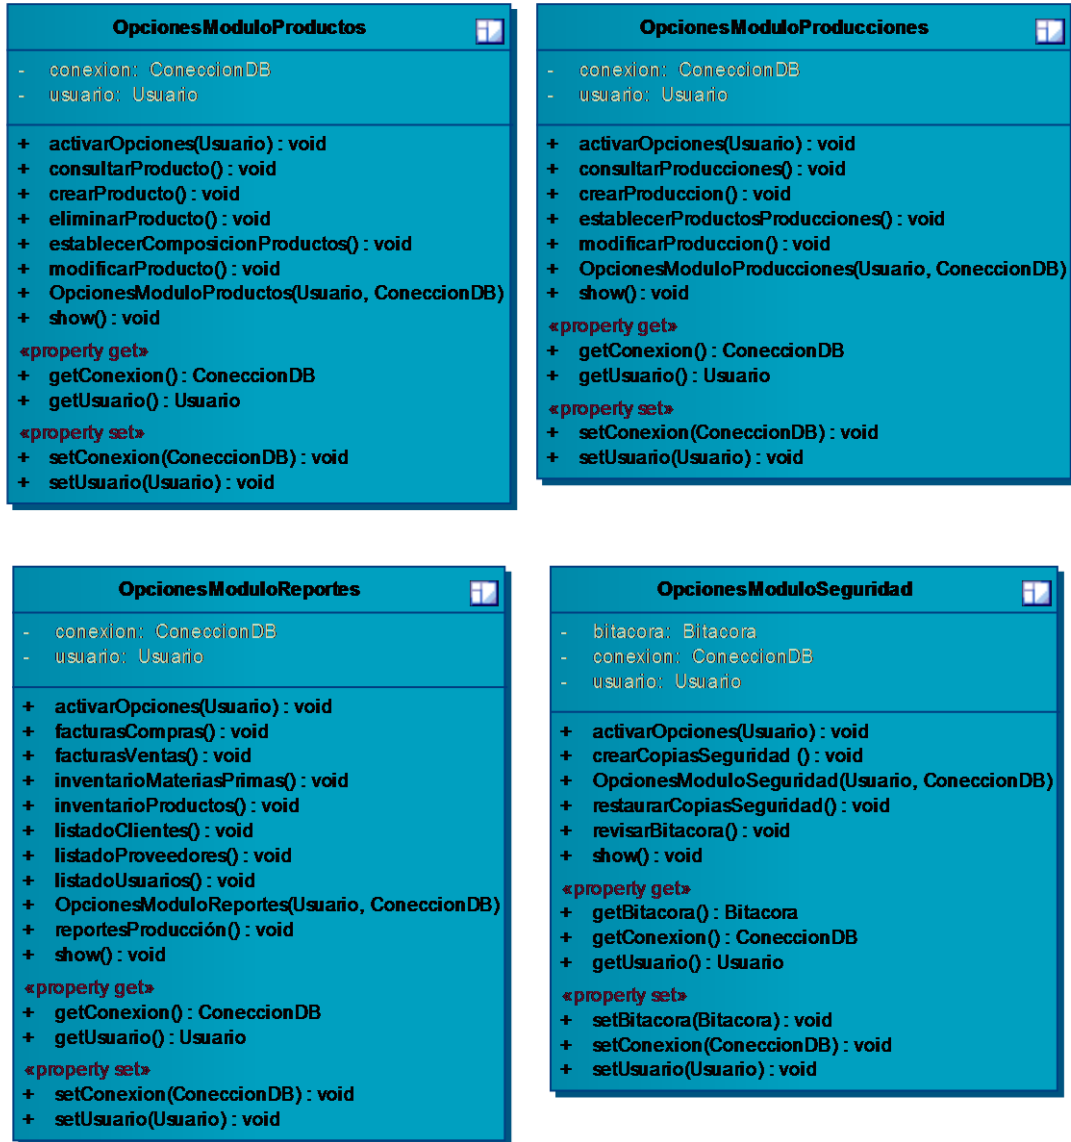 OpcionesModuloProductos
- conexion: ConeccionDB
- usuario: Usuario
+ activarOpciones(Usuario) : void
+ consultarProducto() : void
+ crearProducto() : void
+ eliminarProducto() : void
+ establecerComposicionProductos() : void
+ modificarProducto() : void
+ OpcionesModuloProductos(Usuario, ConeccionDB)
+ show() : void
«property get»
+ getConexion() : ConeccionDB
+ getUsuario() : Usuario
«property set»
+ setConexion(ConeccionDB) : void
+ setUsuario(Usuario) : void
OpcionesModuloProducciones
- conexion: ConeccionDB
- usuario: Usuario
+ activarOpciones(Usuario) : void
+ consultarProducciones() : void
+ crearProduccion() : void
+ establecerProductosProducciones() : void
+ modificarProduccion() : void
+ OpcionesModuloProducciones(Usuario, ConeccionDB)
+ show() : void
«property get»
+ getConexion() : ConeccionDB
+ getUsuario() : Usuario
«property set»
+ setConexion(ConeccionDB) : void
+ setUsuario(Usuario) : void
OpcionesModuloReportes
- conexion: ConeccionDB
- usuario: Usuario
+ activarOpciones(Usuario) : void
+ facturasCompras() : void
+ facturasVentas() : void
+ inventarioMateriasPrimas() : void
+ inventarioProductos() : void
+ listadoClientes() : void
+ listadoProveedores() : void
+ listadoUsuarios() : void
+ OpcionesModuloReportes(Usuario, ConeccionDB)
+ reportesProducción() : void
+ show() : void
«property get»
+ getConexion() : ConeccionDB
+ getUsuario() : Usuario
«property set»
+ setConexion(ConeccionDB) : void
+ setUsuario(Usuario) : void
OpcionesModuloSeguridad
- bitacora: Bitacora
- conexion: ConeccionDB
- usuario: Usuario
+ activarOpciones(Usuario) : void
+ crearCopiasSeguridad () : void
+ OpcionesModuloSeguridad(Usuario, ConeccionDB)
+ restaurarCopiasSeguridad() : void
+ revisarBitacora() : void
+ show() : void
«property get»
+ getBitacora() : Bitacora
+ getConexion() : ConeccionDB
+ getUsuario() : Usuario
«property set»
+ setBitacora(Bitacora) : void
+ setConexion(ConeccionDB) : void
+ setUsuario(Usuario) : void